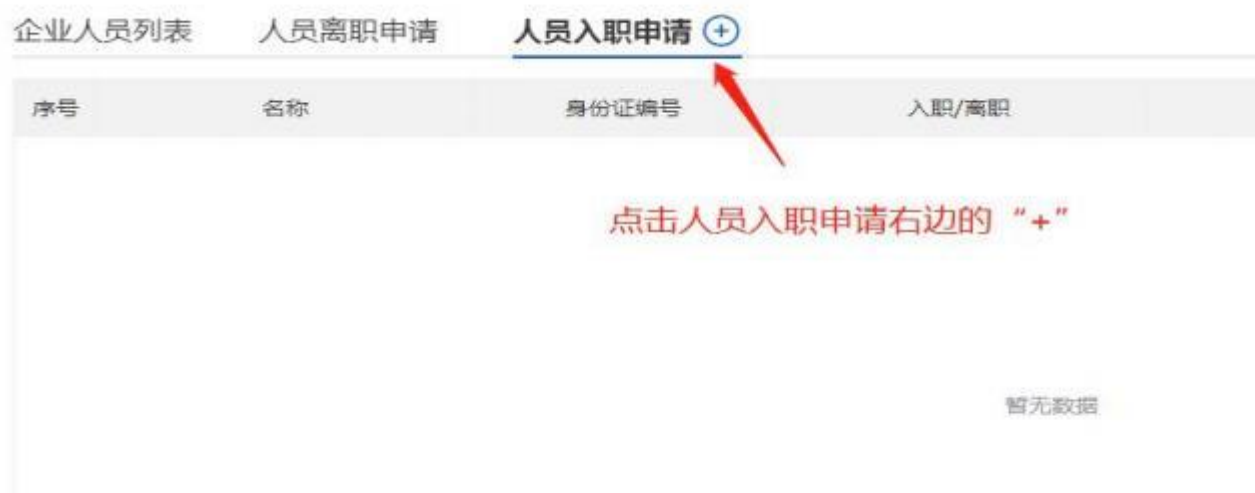 企业人员列表 人员离职申请 人员入职申请 +
序号 名称 身份证编号 入职/离职
点击人员入职申请右边的“+”
暂无数据